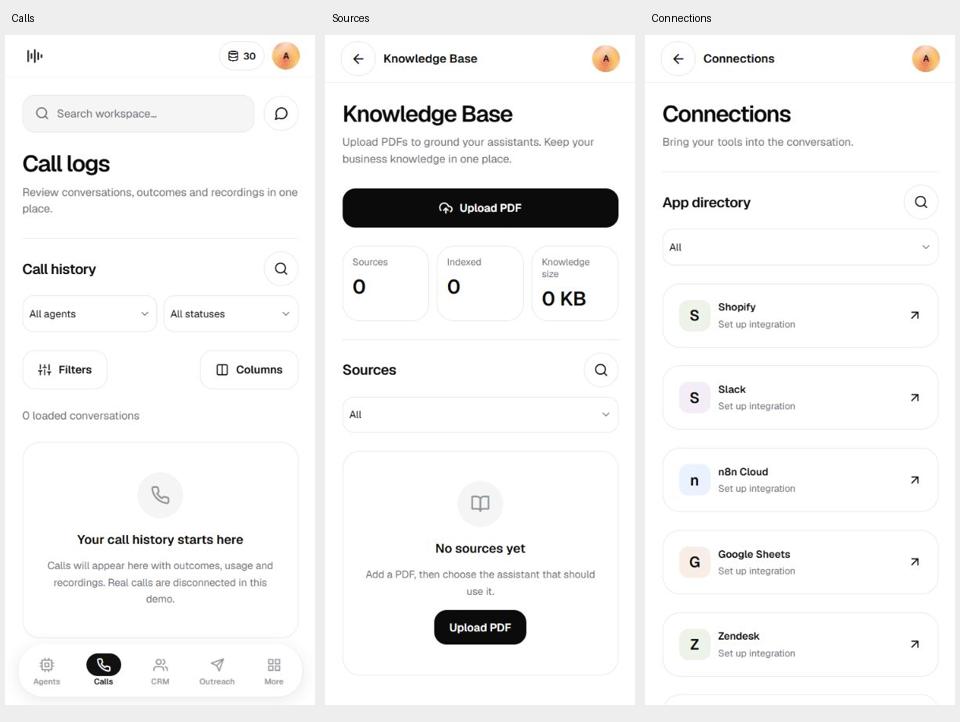 Calls
30
A
Search workspace...
Call logs
Review conversations, outcomes and recordings in one
place.
Call history
All agents
All statuses
Filters
Columns
0 loaded conversations
Your call history starts here
Calls will appear here with outcomes, usage and
recordings. Real calls are disconnected in this
demo.
Agents
Calls
CRM
Outreach
More
Sources
Knowledge Base
A
Knowledge Base
Upload PDFs to ground your assistants. Keep your
business knowledge in one place.
Upload PDF
Sources
0
Indexed
0
Knowledge
size
0 KB
Sources
All
No sources yet
Add a PDF, then choose the assistant that should
use it.
Upload PDF
Connections
Connections
A
Connections
Bring your tools into the conversation.
App directory
All
S
Shopify
Set up integration
S
Slack
Set up integration
n
n8n Cloud
Set up integration
G
Google Sheets
Set up integration
Z
Zendesk
Set up integration